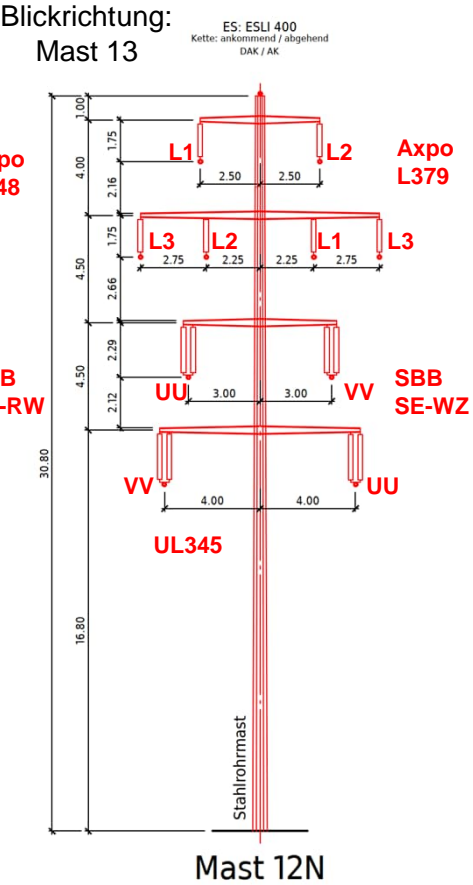 Blickrichtung:
Mast 13
ES: ESLI 400
Kette: ankommend / abgehend
DAK / AK
1.00
1.75
4.00
L1
L2
Axpo
L379
po
48
2.50
2.50
2.16
1.75
L3
L2
L1
L3
2.75
2.25
2.25
2.75
4.50
2.66
2.29
4.50
B
-RW
UU
3.00
3.00
VV
SBB
SE-WZ
2.12
30.80
VV
UU
4.00
4.00
UL345
16.80
Stahlrohrmast
Mast 12N